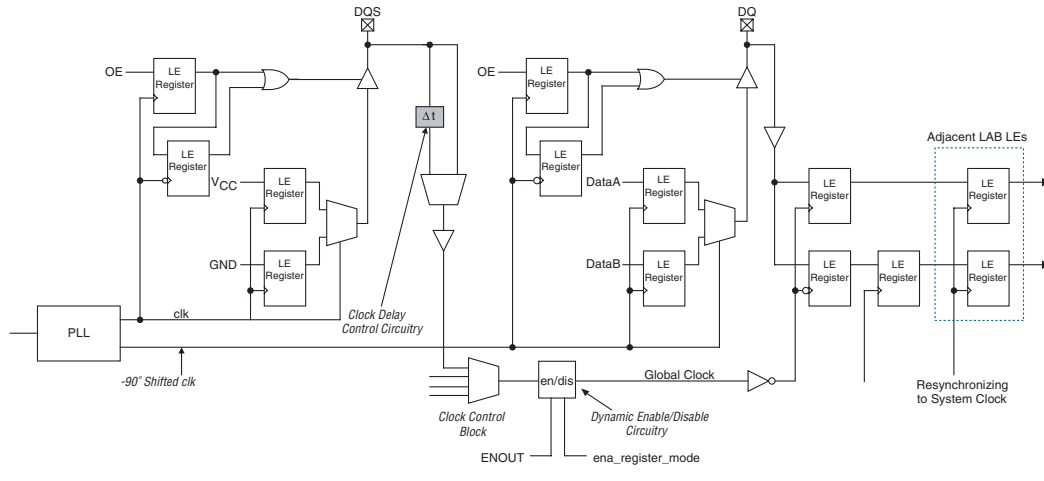 DQS
DQ
OE
LE
Register
LE
Register
VCC
LE
Register
GND
LE
Register
Δt
OE
LE
Register
LE
Register
DataA
LE
Register
DataB
LE
Register
Adjacent LAB LEs
LE
Register
LE
Register
LE
Register
LE
Register
LE
Register
clk
Clock Delay
Control Circuitry
PLL
-90˚ Shifted clk
Clock Control
Block
en/dis
Global Clock
Dynamic Enable/Disable
Circuitry
ENOUT
ena_register_mode
Resynchronizing
to System Clock